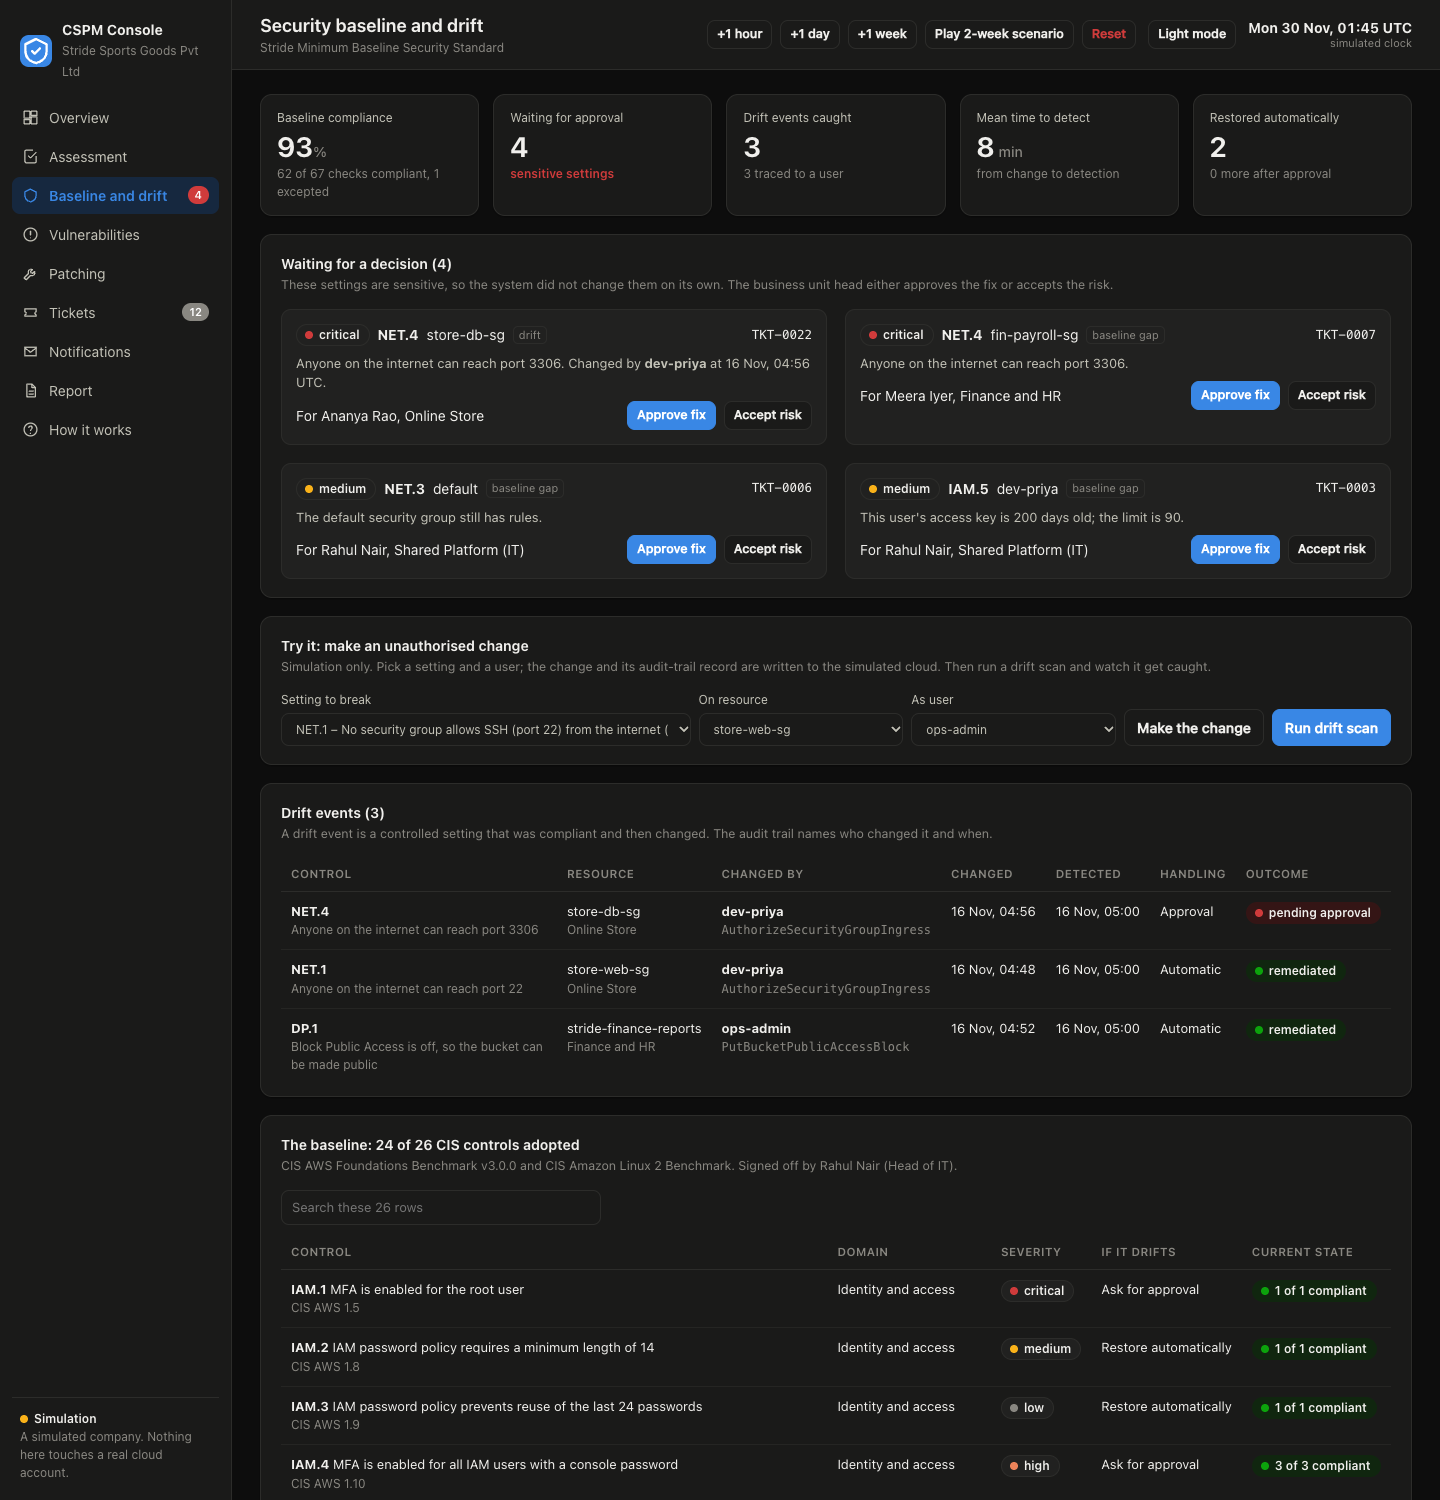 CSPM Console
Stride Sports Goods Pvt
Ltd
Overview
Assessment
Baseline and drift 4
Vulnerabilities
Patching
Tickets 12
Notifications
Report
How it works
Simulation
A simulated company. Nothing
here touches a real cloud
account.
Security baseline and drift
Stride Minimum Baseline Security Standard
+1 hour +1 day +1 week Play 2-week scenario Reset Light mode
Mon 30 Nov, 01:45 UTC
simulated clock
Baseline compliance
93%
62 of 67 checks compliant, 1
excepted
Waiting for approval
4
sensitive settings
Drift events caught
3
3 traced to a user
Mean time to detect
8 min
from change to detection
Restored automatically
2
0 more after approval
Waiting for a decision (4)
These settings are sensitive, so the system did not change them on its own. The business unit head either approves the fix or accepts the risk.
critical NET.4 store-db-sg drift TKT-0022
Anyone on the internet can reach port 3306. Changed by dev-priya at 16 Nov, 04:56
UTC.
For Ananya Rao, Online Store Approve fix Accept risk
critical NET.4 fin-payroll-sg baseline gap TKT-0007
Anyone on the internet can reach port 3306.
For Meera Iyer, Finance and HR Approve fix Accept risk
medium NET.3 default baseline gap TKT-0006
The default security group still has rules.
For Rahul Nair, Shared Platform (IT) Approve fix Accept risk
medium IAM.5 dev-priya baseline gap TKT-0003
This user's access key is 200 days old; the limit is 90.
For Rahul Nair, Shared Platform (IT) Approve fix Accept risk
Try it: make an unauthorised change
Simulation only. Pick a setting and a user; the change and its audit-trail record are written to the simulated cloud. Then run a drift scan and watch it get caught.
Setting to break On resource As user
NET.1 – No security group allows SSH (port 22) from the internet ( store-web-sg ops-admin Make the change Run drift scan
Drift events (3)
A drift event is a controlled setting that was compliant and then changed. The audit trail names who changed it and when.
CONTROL RESOURCE CHANGED BY CHANGED DETECTED HANDLING OUTCOME
NET.4 store-db-sg dev-priya 16 Nov, 04:56 16 Nov, 05:00 Approval pending approval
Anyone on the internet can reach port 3306 Online Store AuthorizeSecurityGroupIngress
NET.1 store-web-sg dev-priya 16 Nov, 04:48 16 Nov, 05:00 Automatic remediated
Anyone on the internet can reach port 22 Online Store AuthorizeSecurityGroupIngress
DP.1 stride-finance-reports ops-admin 16 Nov, 04:52 16 Nov, 05:00 Automatic remediated
Block Public Access is off, so the bucket can Finance and HR PutBucketPublicAccessBlock
be made public
The baseline: 24 of 26 CIS controls adopted
CIS AWS Foundations Benchmark v3.0.0 and CIS Amazon Linux 2 Benchmark. Signed off by Rahul Nair (Head of IT).
Search these 26 rows
CONTROL DOMAIN SEVERITY IF IT DRIFTS CURRENT STATE
IAM.1 MFA is enabled for the root user Identity and access critical Ask for approval 1 of 1 compliant
CIS AWS 1.5
IAM.2 IAM password policy requires a minimum length of 14 Identity and access medium Restore automatically 1 of 1 compliant
CIS AWS 1.8
IAM.3 IAM password policy prevents reuse of the last 24 passwords Identity and access low Restore automatically 1 of 1 compliant
CIS AWS 1.9
IAM.4 MFA is enabled for all IAM users with a console password Identity and access high Ask for approval 3 of 3 compliant
CIS AWS 1.10